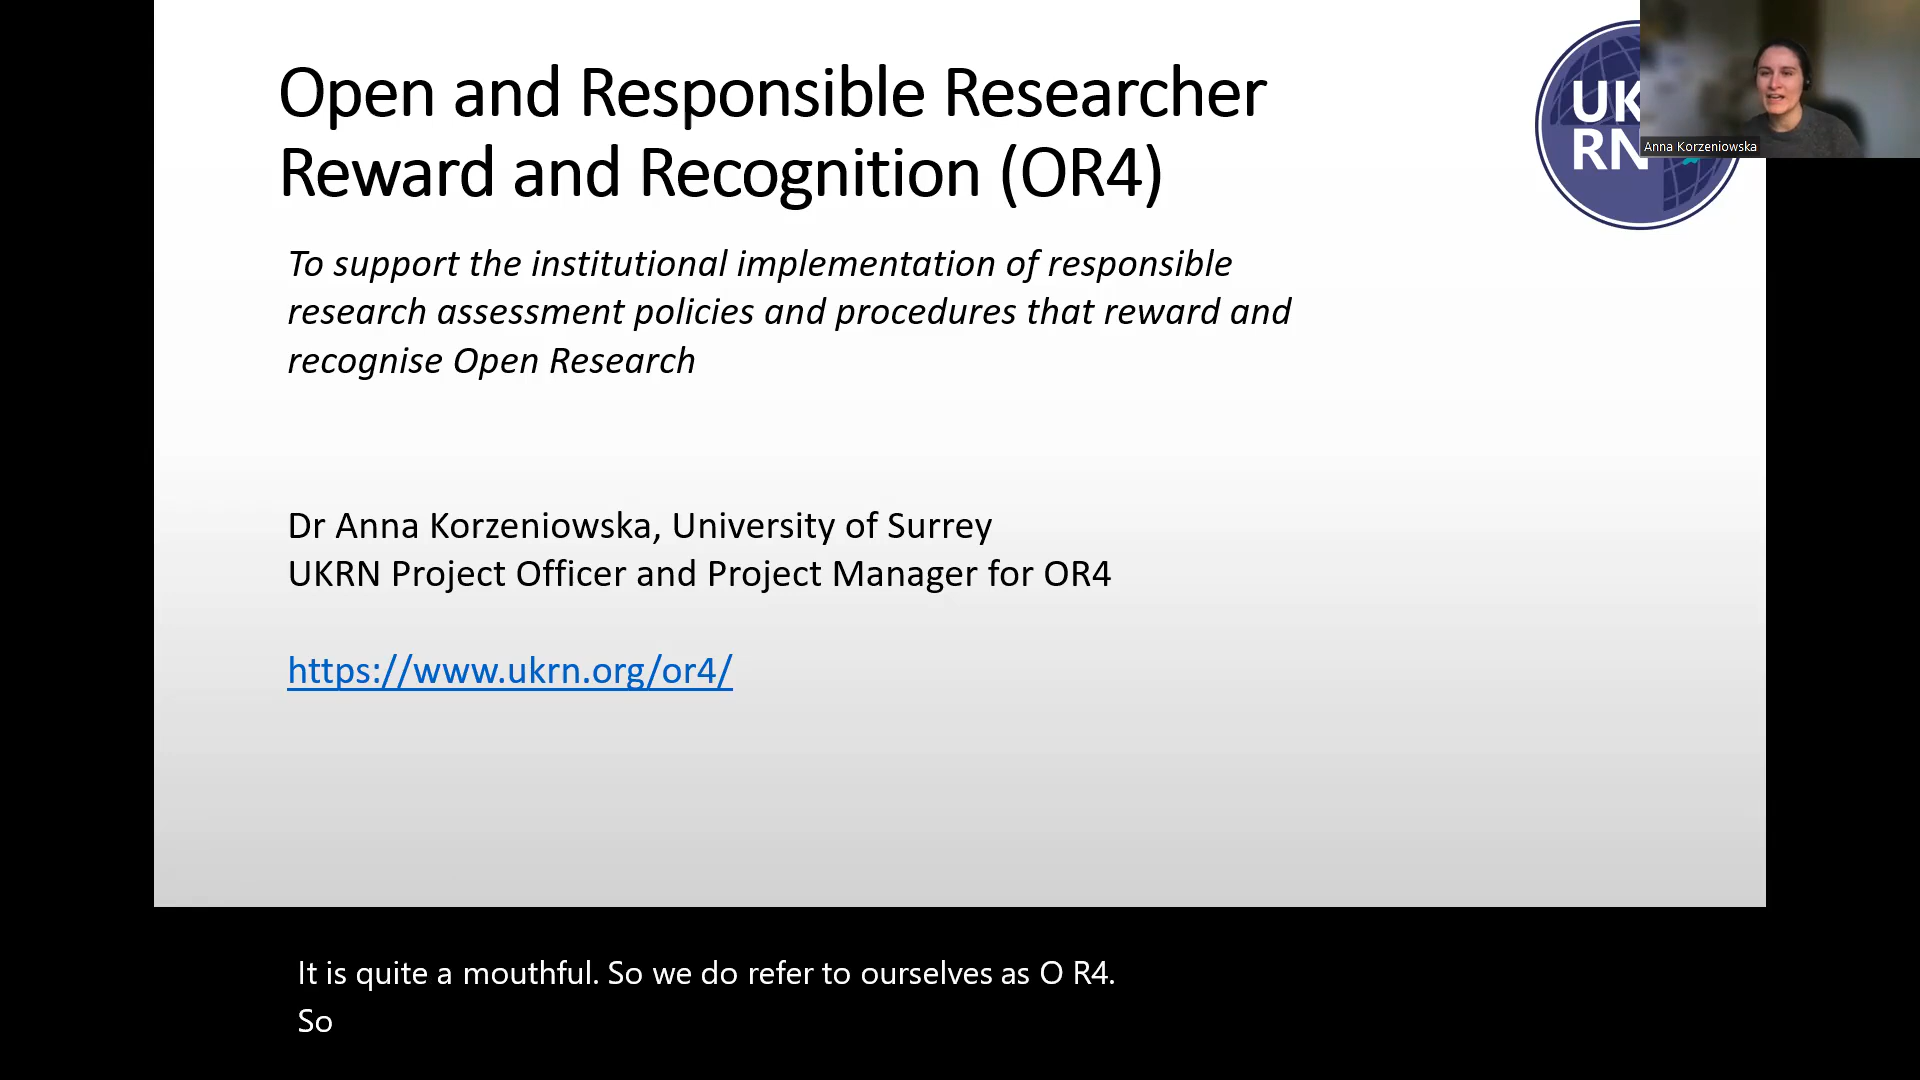 Open and Responsible Researcher
Reward and Recognition (OR4)
UK
RN
Anna Korzeniowska
To support the institutional implementation of responsible
research assessment policies and procedures that reward and
recognise Open Research
Dr Anna Korzeniowska, University of Surrey
UKRN Project Officer and Project Manager for OR4
https://www.ukrn.org/or4/
It is quite a mouthful. So we do refer to ourselves as O R4.
So